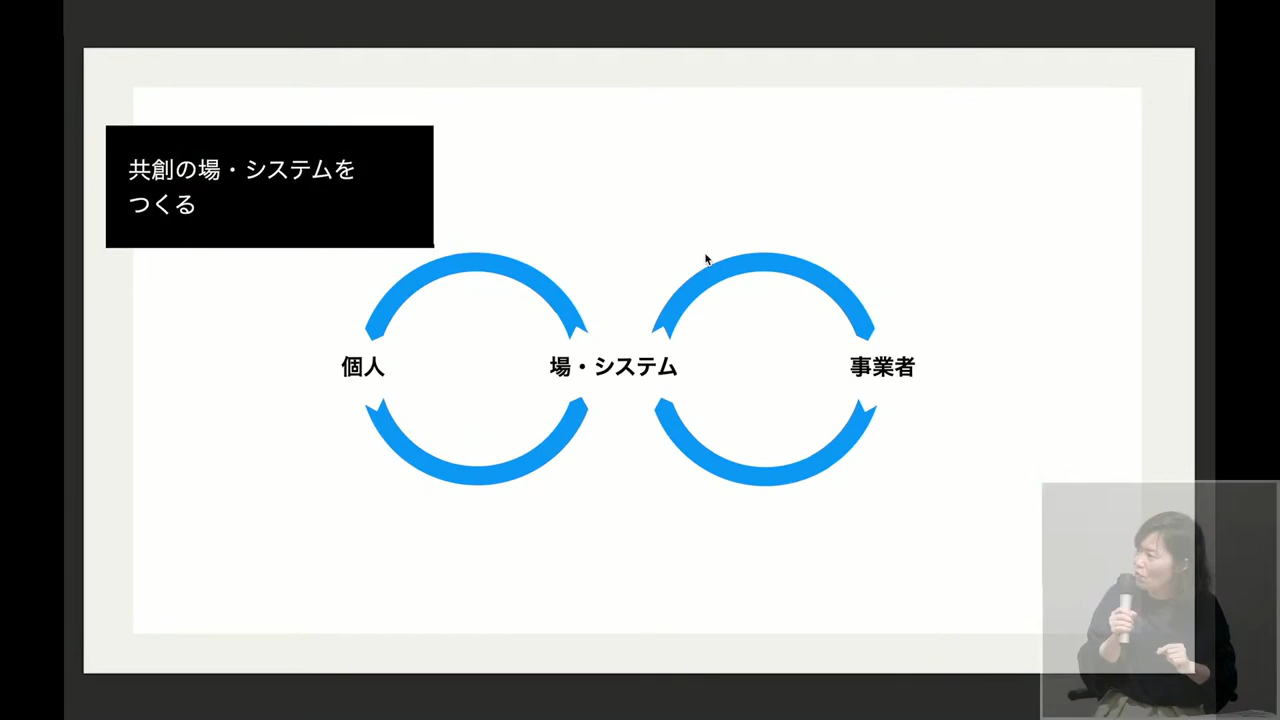 共創の場・システムを
つくる
個人
場・システム
事業者